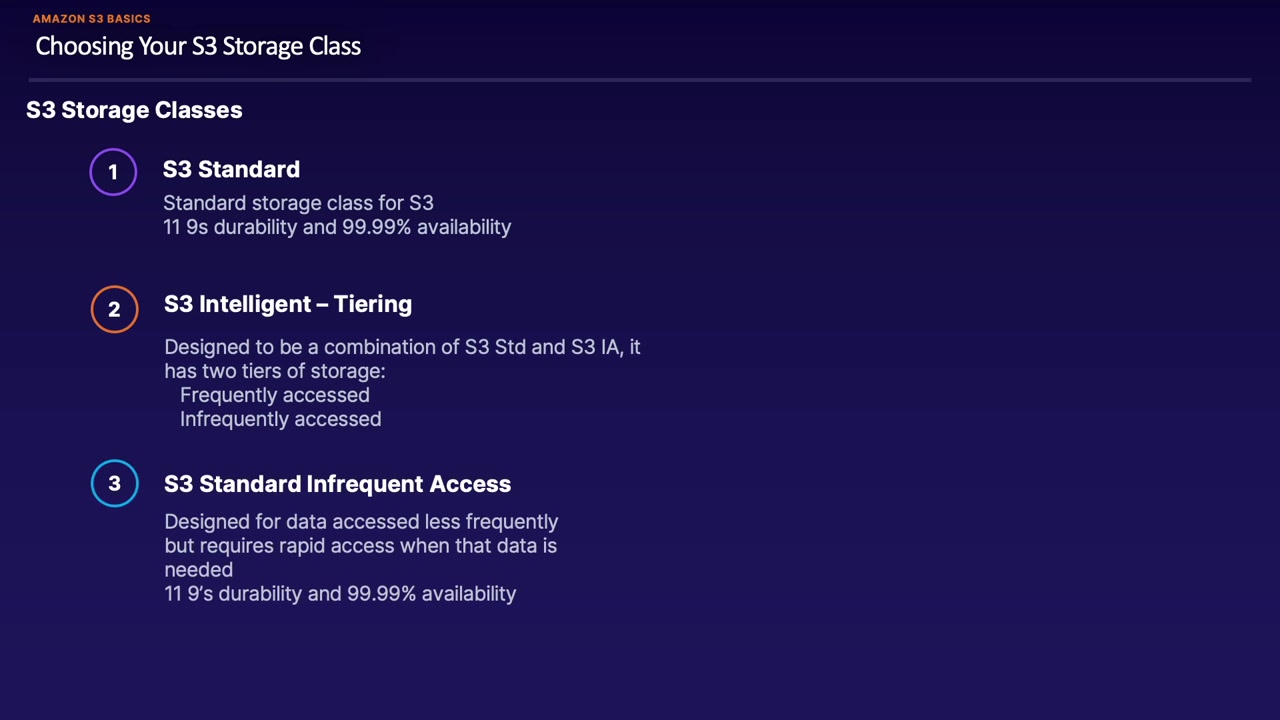 AMAZON S3 BASICS
Choosing Your S3 Storage Class
S3 Storage Classes
1
S3 Standard
Standard storage class for S3
11 9s durability and 99.99% availability
2
S3 Intelligent – Tiering
Designed to be a combination of S3 Std and S3 IA, it
has two tiers of storage:
Frequently accessed
Infrequently accessed
3
S3 Standard Infrequent Access
Designed for data accessed less frequently
but requires rapid access when that data is
needed
11 9’s durability and 99.99% availability